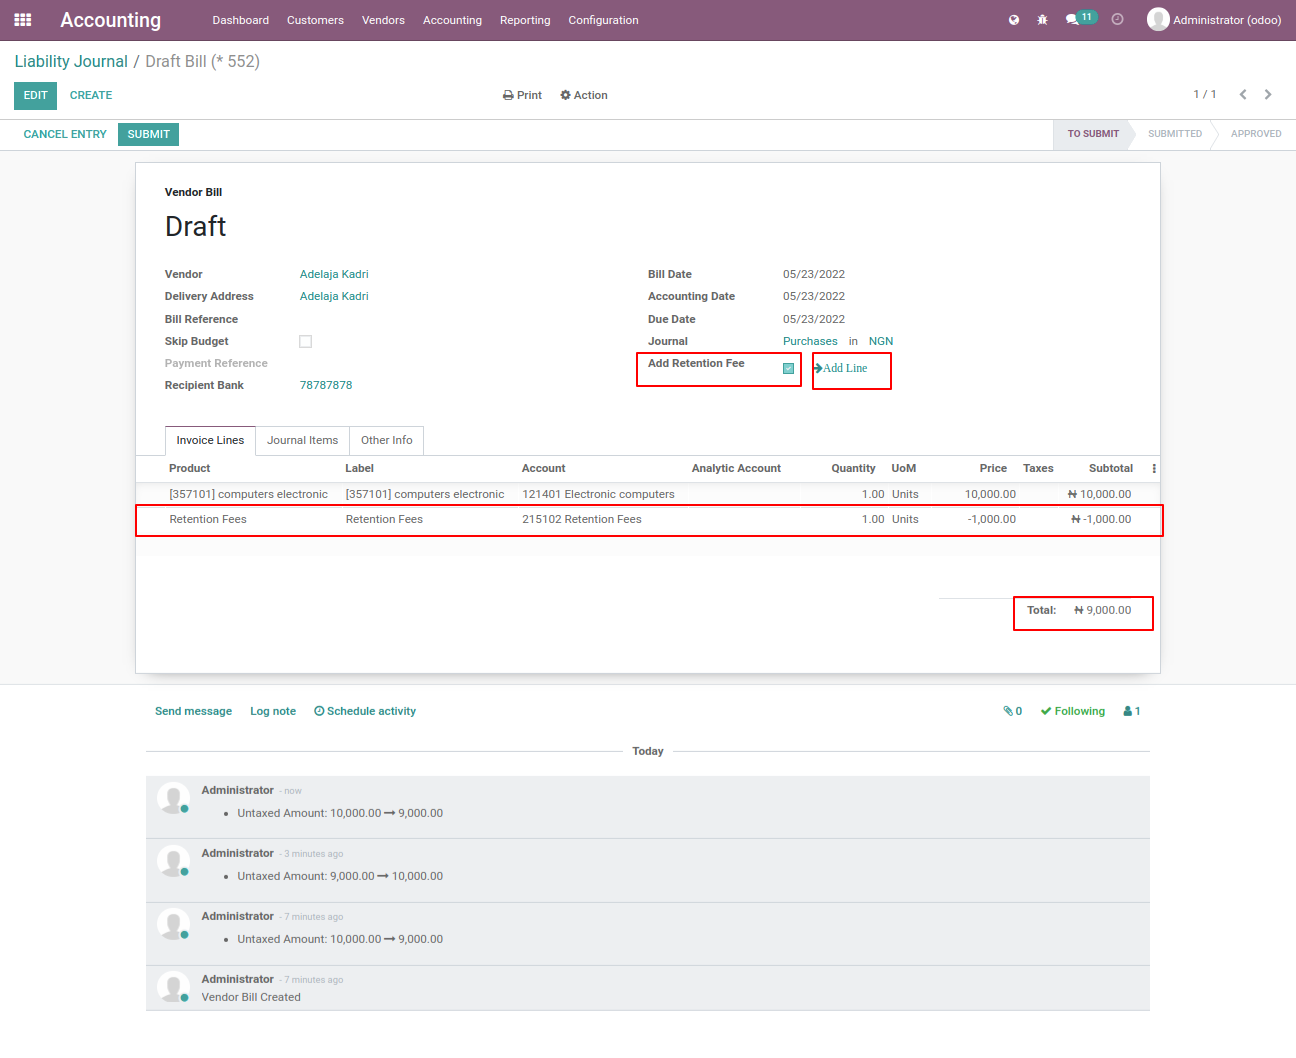 Accounting Dashboard Customers Vendors Accounting Reporting Configuration 11 Administrator (odoo)
Liability Journal / Draft Bill (* 552)
EDIT CREATE Print Action 1 / 1
CANCEL ENTRY SUBMIT TO SUBMIT SUBMITTED APPROVED
Vendor Bill
Draft
Vendor Adelaja Kadri Bill Date 05/23/2022
Delivery Address Adelaja Kadri Accounting Date 05/23/2022
Bill Reference Due Date 05/23/2022
Skip Budget Journal Purchases in NGN
Payment Reference Add Retention Fee Add Line
Recipient Bank 78787878
Invoice Lines Journal Items Other Info
Product Label Account Analytic Account Quantity UoM Price Taxes Subtotal
[357101] computers electronic [357101] computers electronic 121401 Electronic computers 1.00 Units 10,000.00 ₦ 10,000.00
Retention Fees Retention Fees 215102 Retention Fees 1.00 Units -1,000.00 ₦ -1,000.00
Total: ₦ 9,000.00
Send message Log note Schedule activity 0 Following 1
Today
Administrator - now
• Untaxed Amount: 10,000.00 → 9,000.00
Administrator - 3 minutes ago
• Untaxed Amount: 9,000.00 → 10,000.00
Administrator - 7 minutes ago
• Untaxed Amount: 10,000.00 → 9,000.00
Administrator - 7 minutes ago
Vendor Bill Created